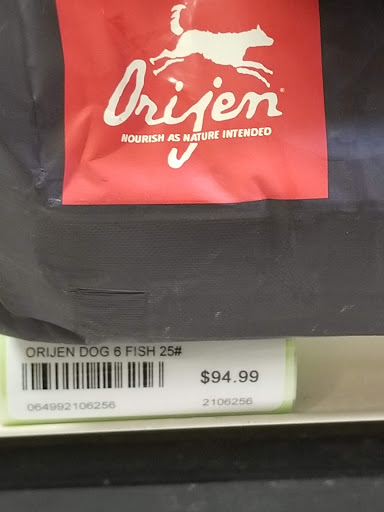 Orijen
NOURISH AS NATURE INTENDED
ORIJEN DOG 6 FISH 25#
$94.99
064992106256
2106256